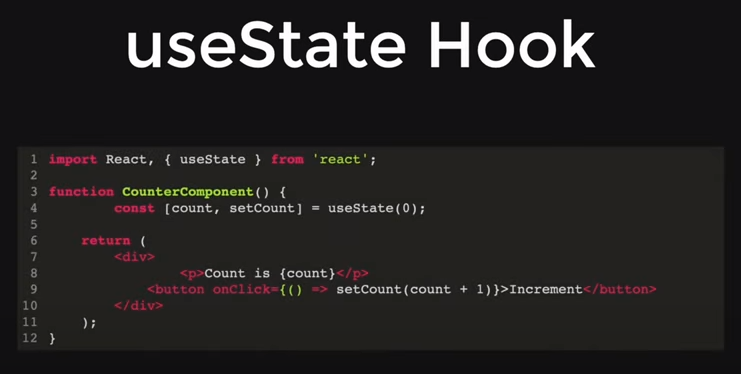 useState Hook
1 import React, { useState } from 'react';
2
3 function CounterComponent() {
4 const [count, setCount] = useState(0);
5
6 return (
7 <div>
8 <p>Count is {count}</p>
9 <button onClick={() => setCount(count + 1)}>Increment</button>
10 </div>
11 );
12 }